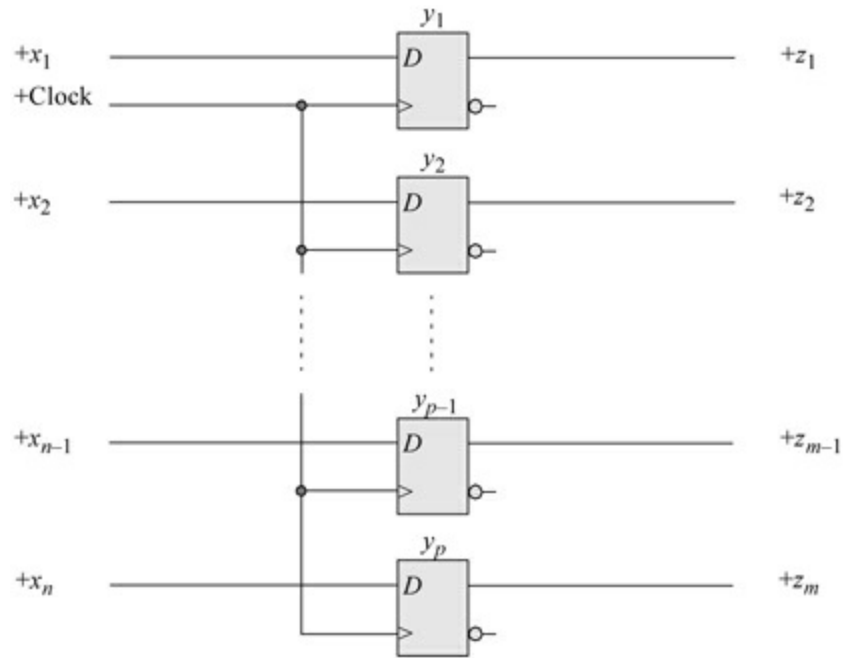 y₁
+x₁ D +z₁
+Clock
y₂
+x₂ D +z₂
yₚ₋₁
+xₙ₋₁ D +zₘ₋₁
yₚ
+xₙ D +zₘ